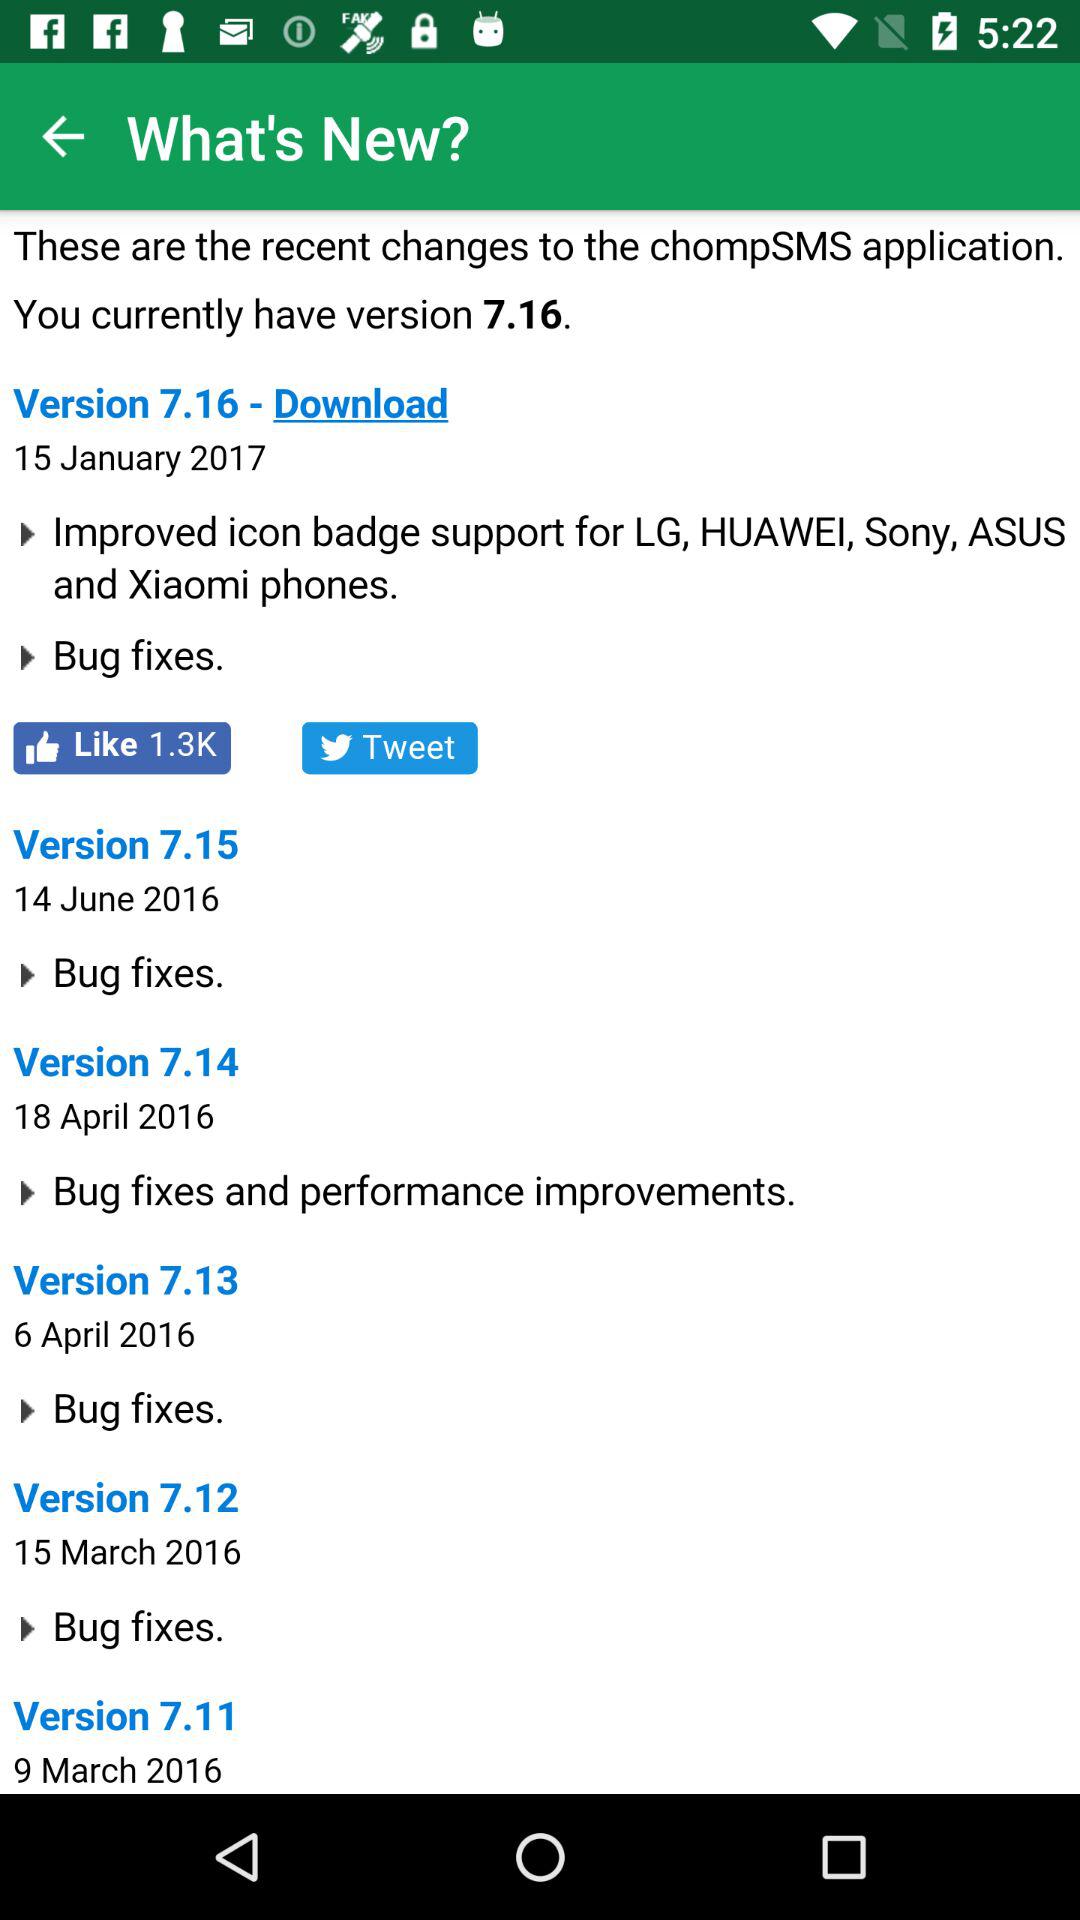 FAKE
5:22
What's New?
These are the recent changes to the chompSMS application.
You currently have version 7.16.
Version 7.16 - Download
15 January 2017
Improved icon badge support for LG, HUAWEI, Sony, ASUS
and Xiaomi phones.
Bug fixes.
Like 1.3K
Tweet
Version 7.15
14 June 2016
Bug fixes.
Version 7.14
18 April 2016
Bug fixes and performance improvements.
Version 7.13
6 April 2016
Bug fixes.
Version 7.12
15 March 2016
Bug fixes.
Version 7.11
9 March 2016